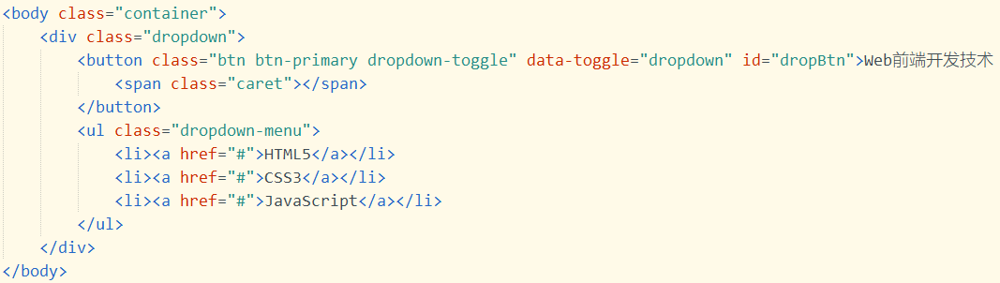 <body class="container">
<div class="dropdown">
<button class="btn btn-primary dropdown-toggle" data-toggle="dropdown" id="dropBtn">Web前端开发技术
<span class="caret"></span>
</button>
<ul class="dropdown-menu">
<li><a href="#">HTML5</a></li>
<li><a href="#">CSS3</a></li>
<li><a href="#">JavaScript</a></li>
</ul>
</div>
</body>